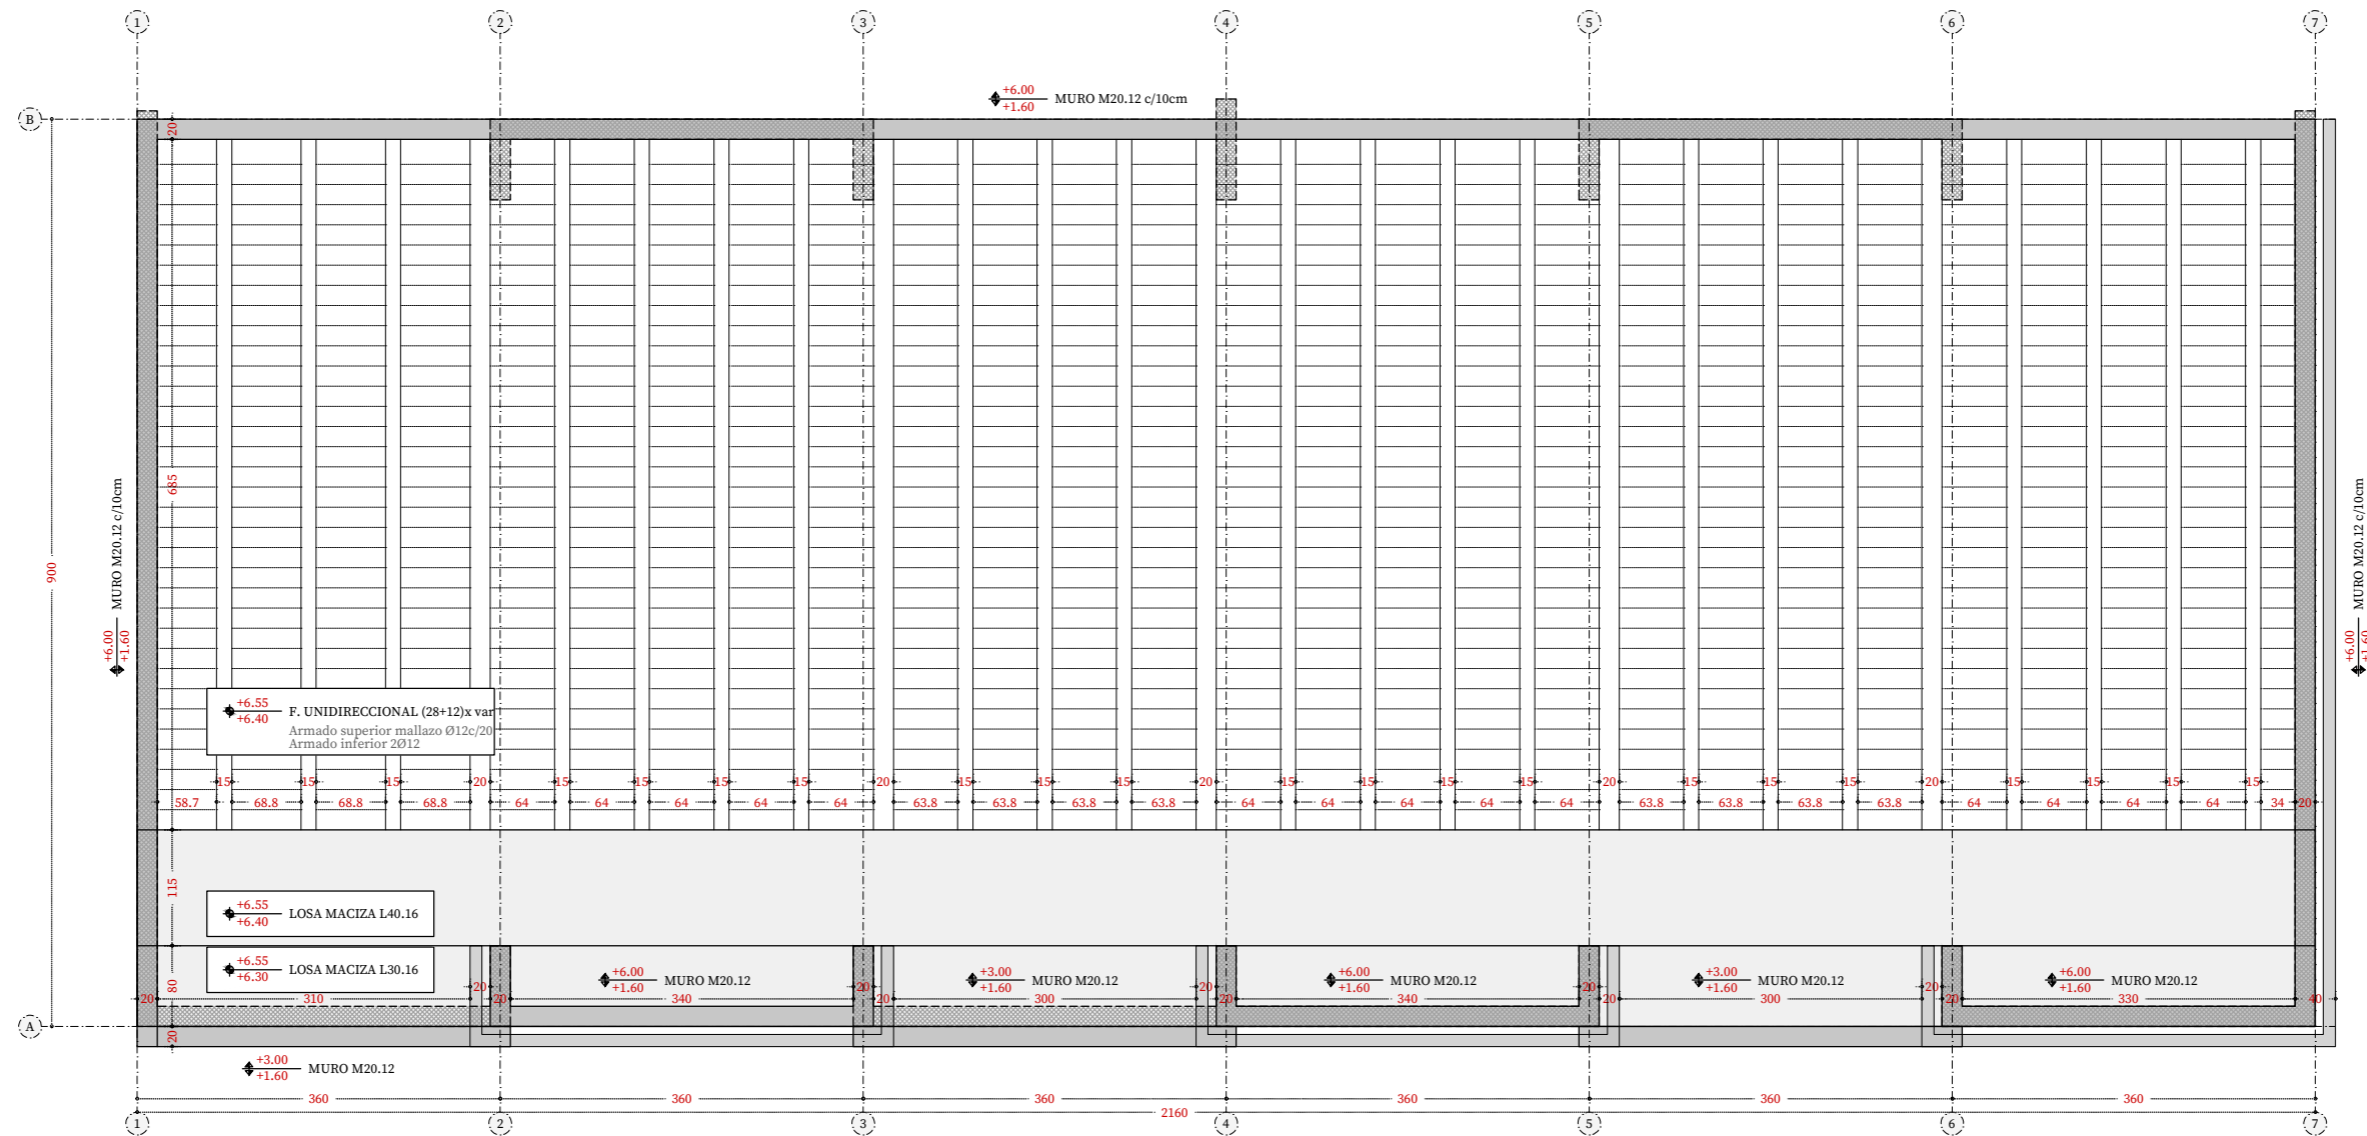 1 2 3 4 5 6 7
B
+6.00
+1.60
MURO M20.12 c/10cm
20
685
900
MURO M20.12 c/10cm
+6.00
+1.60
MURO M20.12 c/10cm
+6.00
+1.60
+6.55
+6.40
F. UNIDIRECCIONAL (28+12)x var
Armado superior mallazo Ø12c/20
Armado inferior 2Ø12
15 15 15 20 15 15 15 15 20 15 15 15 20 15 15 15 15 20 15 15 15 20 15 15 15 15
58.7 68.8 68.8 68.8 64 64 64 64 64 63.8 63.8 63.8 63.8 64 64 64 64 64 63.8 63.8 63.8 63.8 64 64 64 64 34 20
115
+6.55
+6.40
LOSA MACIZA L40.16
+6.55
+6.30
LOSA MACIZA L30.16
+6.00
+1.60
MURO M20.12
+3.00
+1.60
MURO M20.12
+6.00
+1.60
MURO M20.12
+3.00
+1.60
MURO M20.12
+6.00
+1.60
MURO M20.12
80
20 20 20 20
20 310 20 340 20 300 20 340 20 300 20 330 40
A
20
+3.00
+1.60
MURO M20.12
360 360 360 360 360 360
2160
1 2 3 4 5 6 7